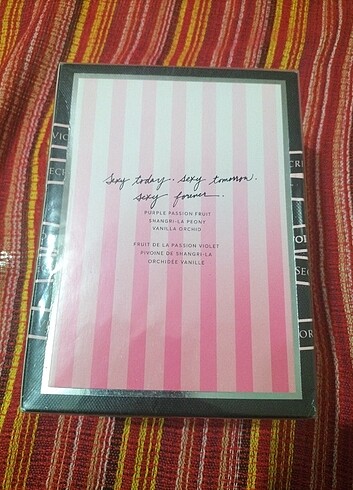 Sexy today. Sexy tomorrow.
Sexy forever.
PURPLE PASSION FRUIT
SHANGRI-LA PEONY
VANILLA ORCHID
FRUIT DE LA PASSION VIOLET
PIVOINE DE SHANGRI-LA
ORCHIDÉE VANILLE